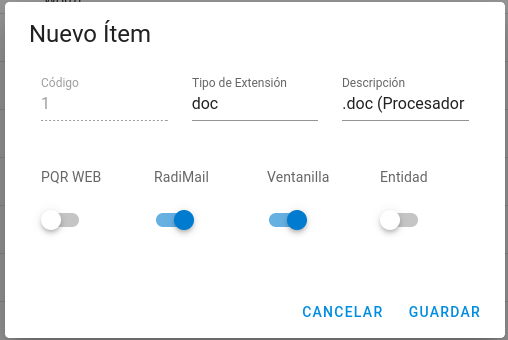 Nuevo Ítem
Código
Tipo de Extensión
Descripción
1
doc
.doc (Procesador
PQR WEB
RadiMail
Ventanilla
Entidad
CANCELAR
GUARDAR